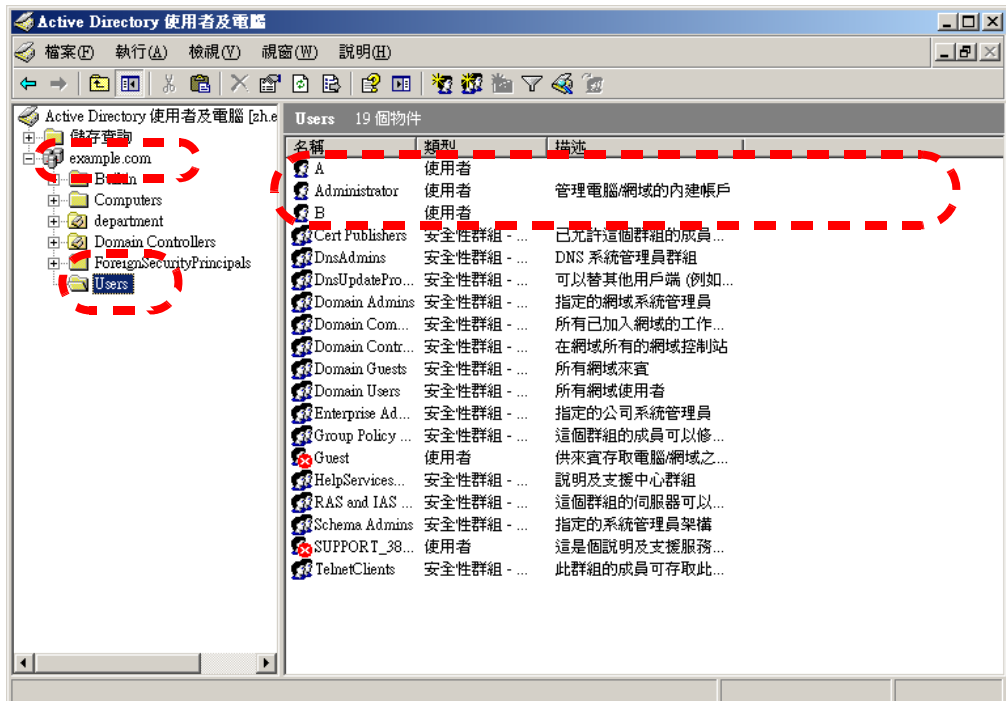 Active Directory 使用者及電腦
檔案(F) 執行(A) 檢視(V) 視窗(W) 說明(H)
Active Directory 使用者及電腦 [zh.e
儲存查詢
example.com
Builtin
Computers
department
Domain Controllers
ForeignSecurityPrincipals
Users
Users 19 個物件
名稱 類型 描述
A 使用者
Administrator 使用者 管理電腦/網域的內建帳戶
B 使用者
Cert Publishers 安全性群組 - ... 已允許這個群組的成員...
DnsAdmins 安全性群組 - ... DNS 系統管理員群組
DnsUpdatePro... 安全性群組 - ... 可以替其他用戶端 (例如...
Domain Admins 安全性群組 - ... 指定的網域系統管理員
Domain Com... 安全性群組 - ... 所有已加入網域的工作...
Domain Contr... 安全性群組 - ... 在網域所有的網域控制站
Domain Guests 安全性群組 - ... 所有網域來賓
Domain Users 安全性群組 - ... 所有網域使用者
Enterprise Ad... 安全性群組 - ... 指定的公司系統管理員
Group Policy ... 安全性群組 - ... 這個群組的成員可以修...
Guest 使用者 供來賓存取電腦/網域之...
HelpServices... 安全性群組 - ... 說明及支援中心群組
RAS and IAS ... 安全性群組 - ... 這個群組的伺服器可以...
Schema Admins 安全性群組 - ... 指定的系統管理員架構
SUPPORT_38... 使用者 這是個說明及支援服務...
TelnetClients 安全性群組 - ... 此群組的成員可存取此...